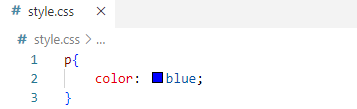 # style.css ×
# style.css > ...
1 p{
2 color: blue;
3 }